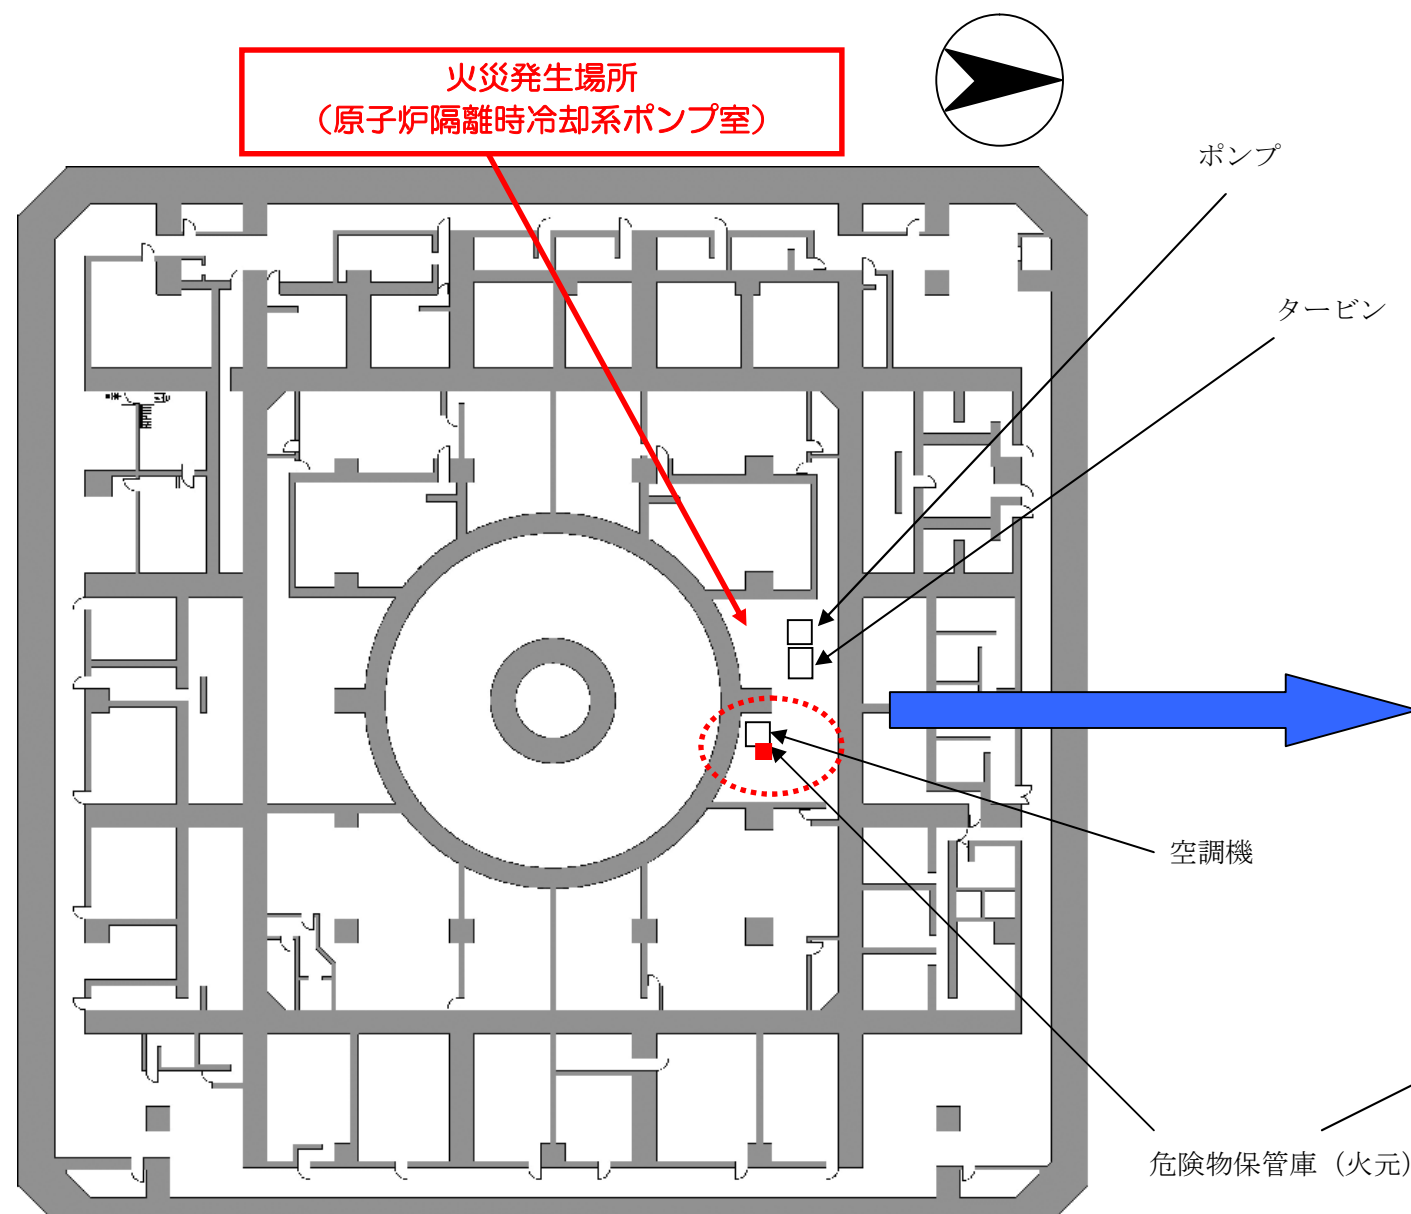 火災発生場所
（原子炉隔離時冷却系ポンプ室）
ポンプ
タービン
空調機
危険物保管庫（火元）